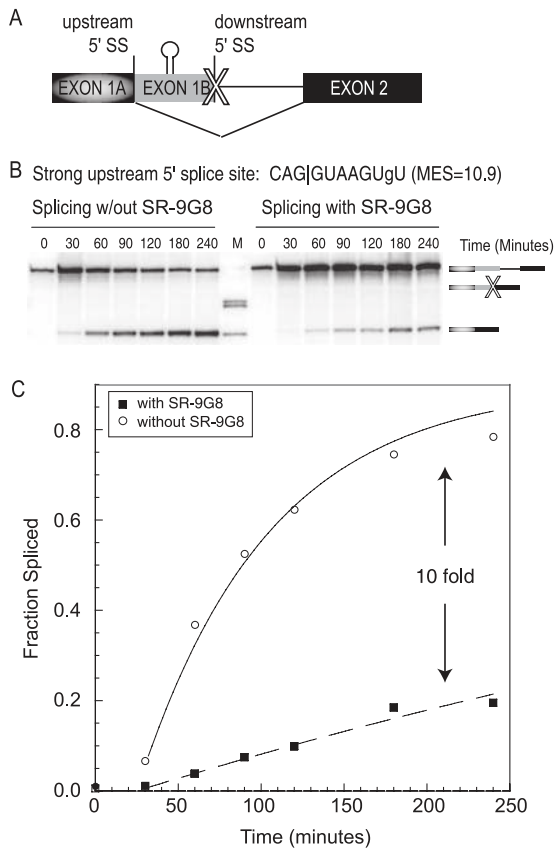 A
upstream
5' SS
downstream
5' SS
EXON 1A
EXON 1B
X
EXON 2
B
Strong upstream 5' splice site: CAG|GUAAGUgU (MES=10.9)
Splicing w/out SR-9G8
Splicing with SR-9G8
0 30 60 90 120 180 240 M 0 30 60 90 120 180 240 Time (Minutes)
X
C
with SR-9G8
without SR-9G8
0.8
0.6
0.4
0.2
0.0
Fraction Spliced
10 fold
0 50 100 150 200 250
Time (minutes)